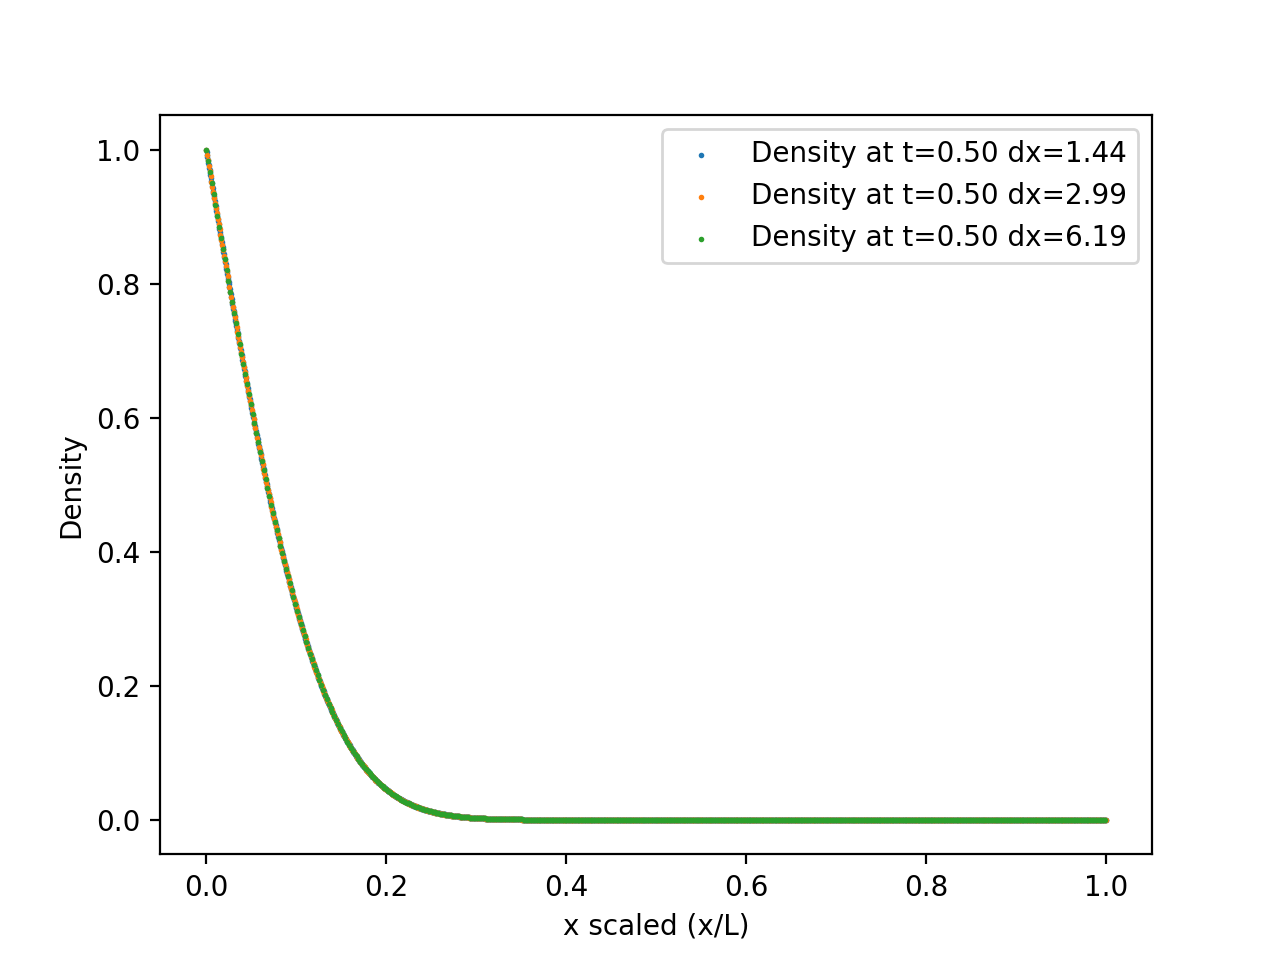 Density at t=0.50 dx=1.44
Density at t=0.50 dx=2.99
Density at t=0.50 dx=6.19
1.0
0.8
0.6
0.4
0.2
0.0
Density
0.0 0.2 0.4 0.6 0.8 1.0
x scaled (x/L)